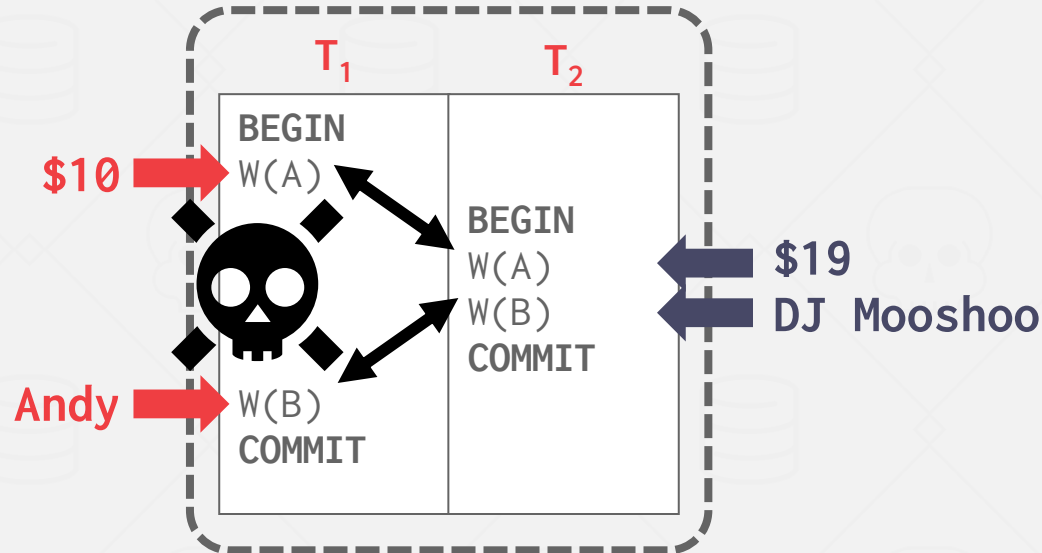 T₁ T₂
BEGIN
$10 W(A)
BEGIN
W(A) $19
W(B) DJ Mooshoo
COMMIT
Andy W(B)
COMMIT